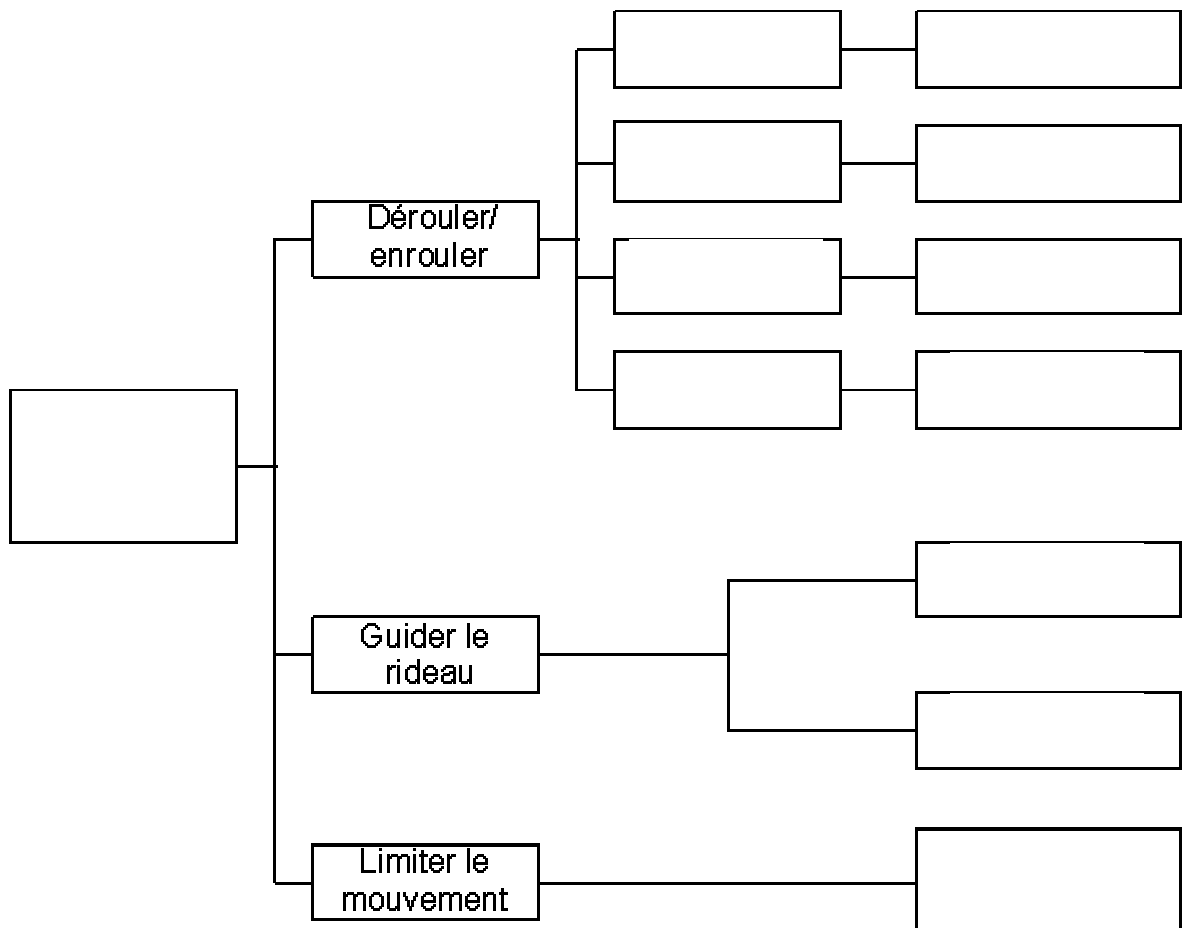 Dérouler/
enrouler
Guider le
rideau
Limiter le
mouvement